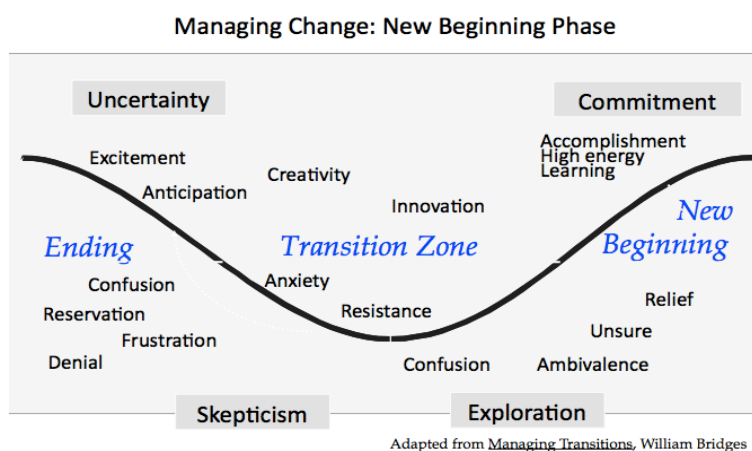 Managing Change: New Beginning Phase
Uncertainty
Commitment
Excitement
Anticipation
Creativity
Innovation
Accomplishment
High energy
Learning
Ending
Transition Zone
New
Beginning
Confusion
Reservation
Frustration
Denial
Anxiety
Resistance
Confusion
Relief
Unsure
Ambivalence
Skepticism
Exploration
Adapted from Managing Transitions, William Bridges